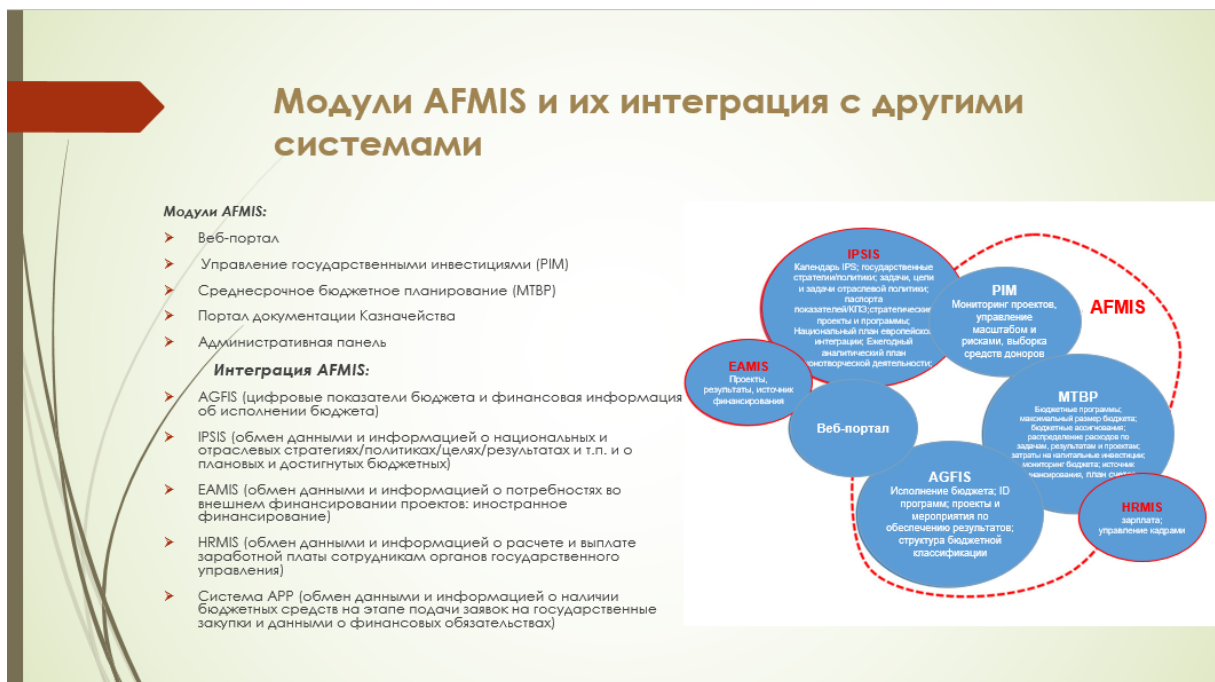 Модули AFMIS и их интеграция с другими
системами
Модули AFMIS:
Веб-портал
Управление государственными инвестициями (PIM)
Среднесрочное бюджетное планирование (MTBP)
Портал документации Казначейства
Административная панель
Интеграция AFMIS:
AGFIS (цифровые показатели бюджета и финансовая информация
об исполнении бюджета)
IPSIS (обмен данными и информацией о национальных и
отраслевых стратегиях/политиках/целях/результатах и т.п. и о
плановых и достигнутых бюджетных)
EAMIS (обмен данными и информацией о потребностях во
внешнем финансировании проектов: иностранное
финансирование)
HRMIS (обмен данными и информацией о расчете и выплате
заработной платы сотрудникам органов государственного
управления)
Система APP (обмен данными и информацией о наличии
бюджетных средств на этапе подачи заявок на государственные
закупки и данными о финансовых обязательствах)
IPSIS
Календарь IPS; государственные
стратегии/политики; задачи, цели
и задачи отраслевой политики;
паспорта
показателей/КПЭ;стратегические
проекты и программы;
Национальный план европейской
интеграции; Ежегодный
аналитический план
деятельности;
PIM
Мониторинг проектов,
управление
масштабом и
рисками, выборка
средств доноров
AFMIS
EAMIS
Проекты,
результаты, источник
финансирования
MTBP
Бюджетные программы;
максимальный размер бюджета;
бюджетные ассигнования;
распределение расходов по
задачам, результатам и проектам;
затраты на капитальные инвестиции;
мониторинг бюджета; источник
план
Веб-портал
AGFIS
Исполнение бюджета; ID
программ; проекты и
мероприятия по
обеспечению результатов;
структура бюджетной
классификации
HRMIS
зарплата;
управление кадрами